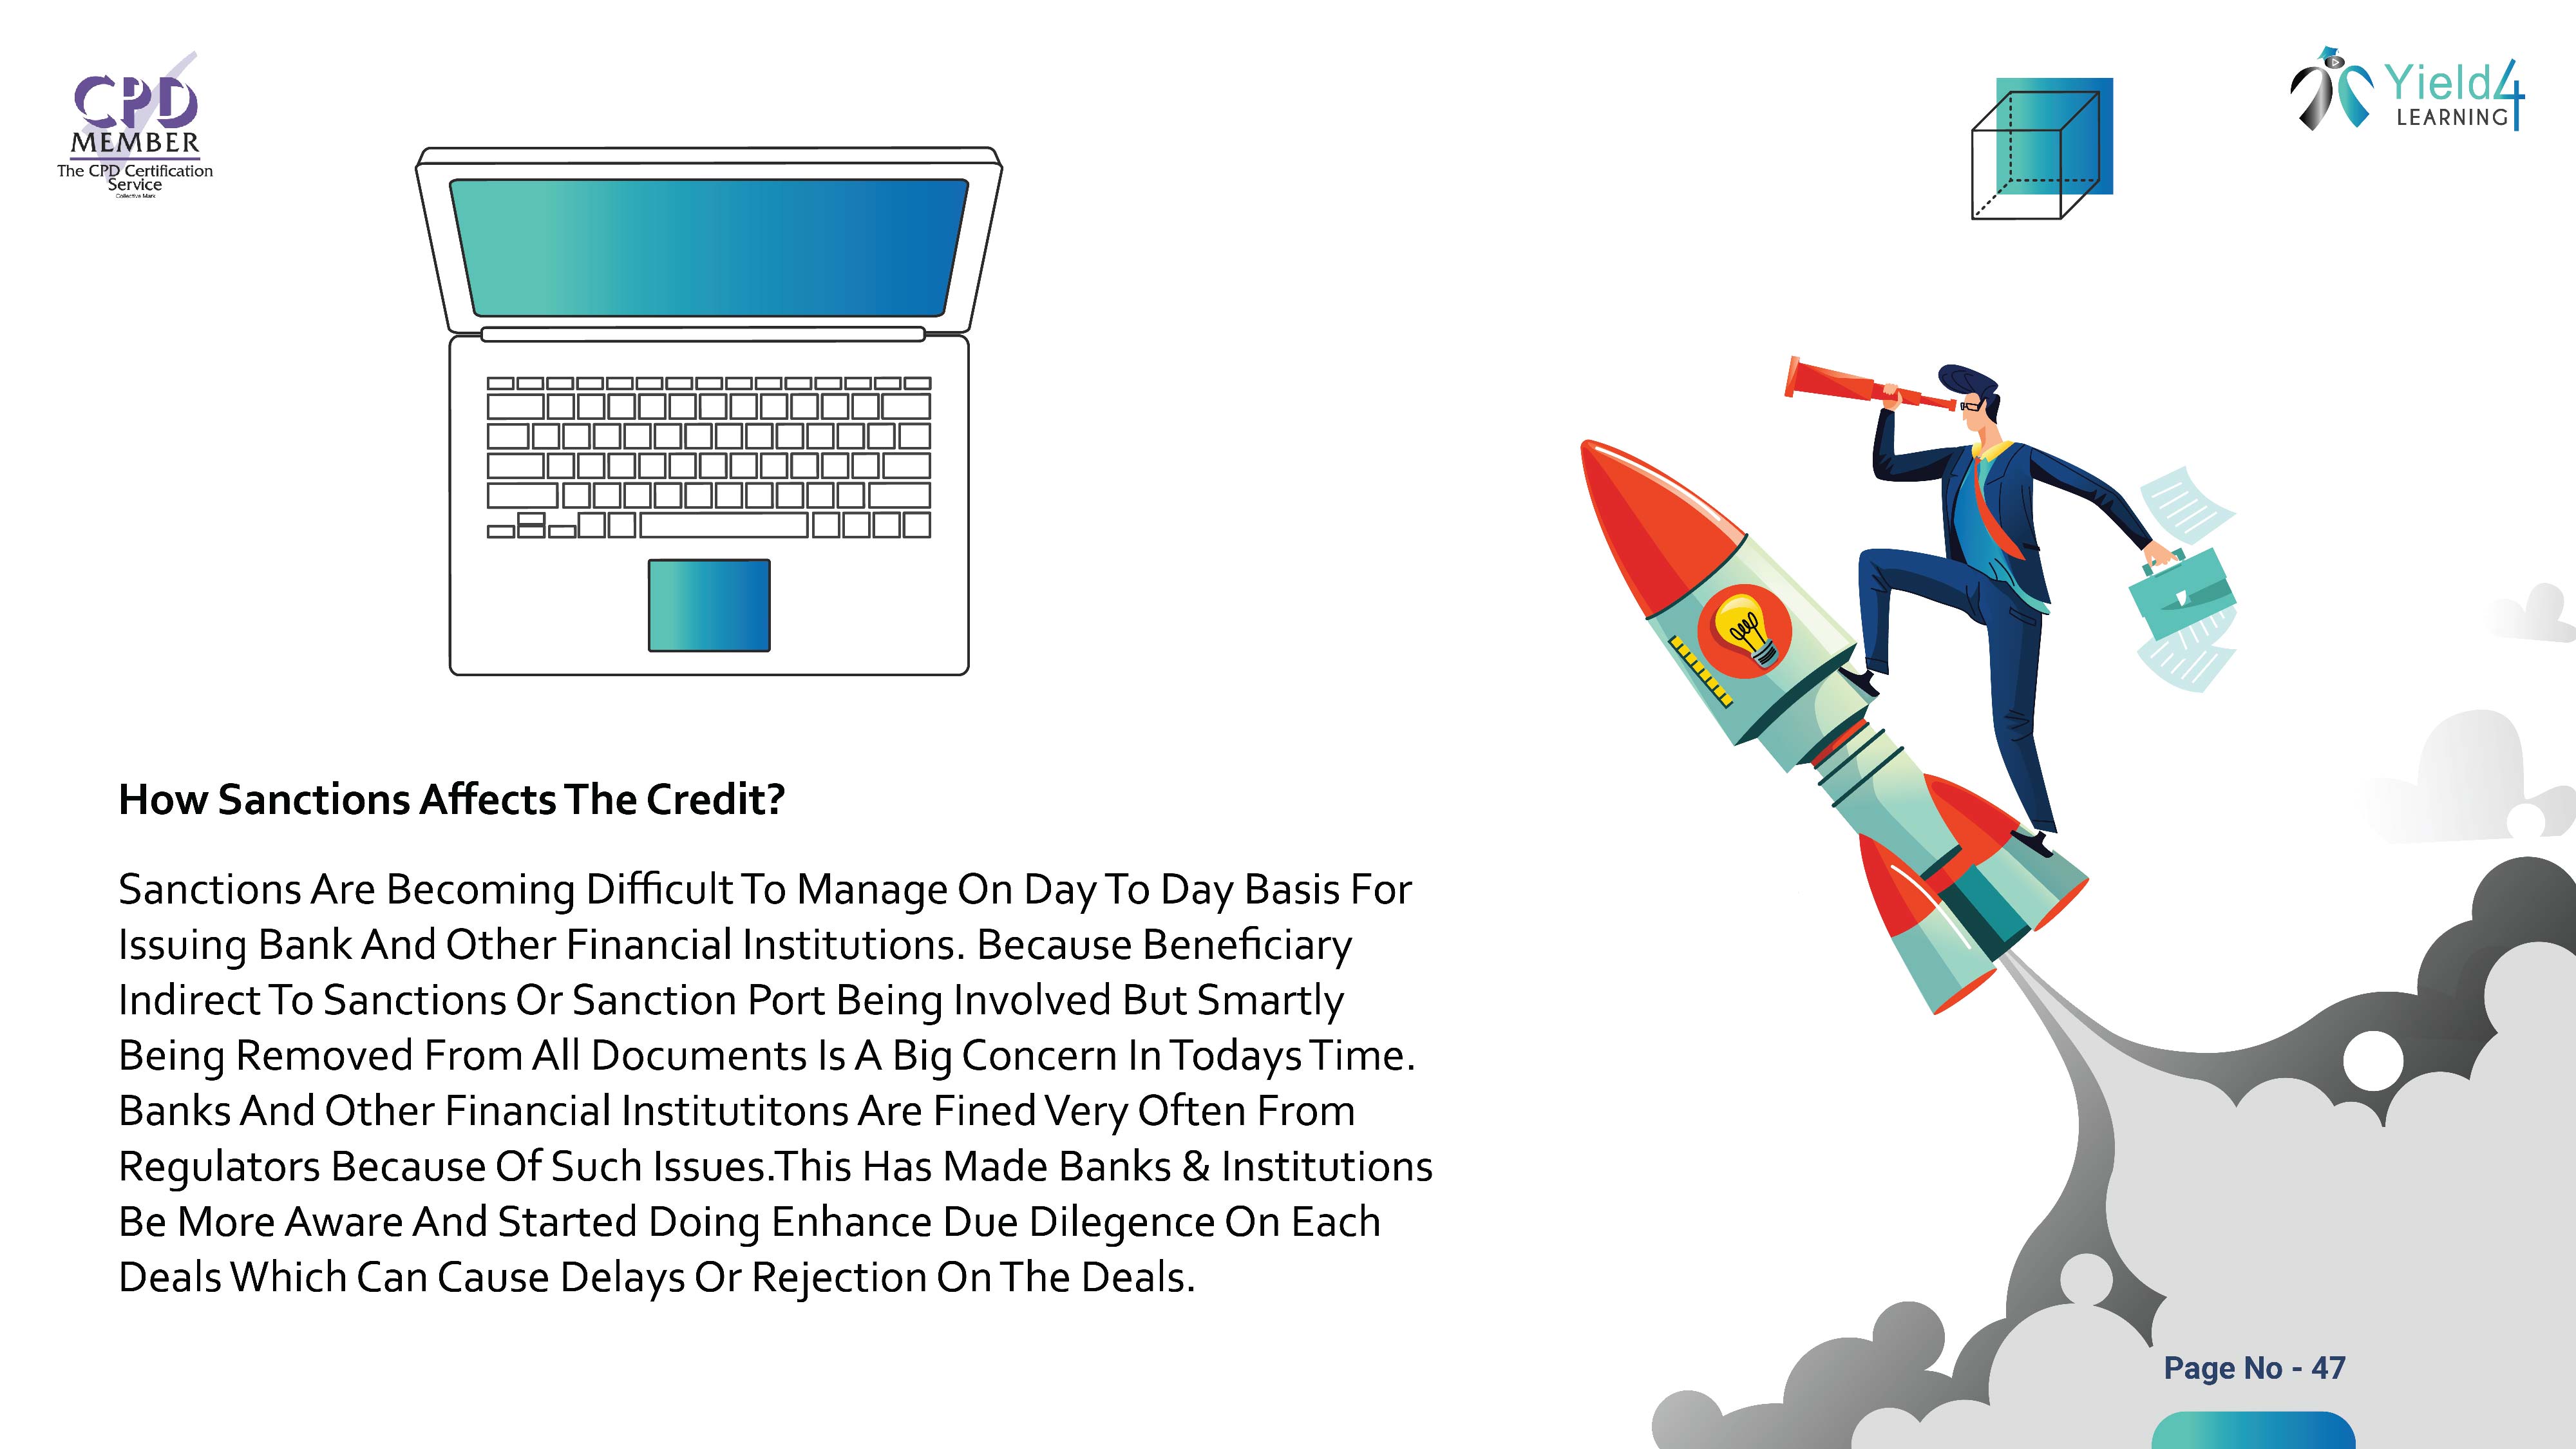 CPD
MEMBER
The CPD Certification
Service
Collective Mark
Yield4
LEARNING
How Sanctions Affects The Credit?
Sanctions Are Becoming Difficult To Manage On Day To Day Basis For
Issuing Bank And Other Financial Institutions. Because Beneficiary
Indirect To Sanctions Or Sanction Port Being Involved But Smartly
Being Removed From All Documents Is A Big Concern In Todays Time.
Banks And Other Financial Institutitons Are Fined Very Often From
Regulators Because Of Such Issues.This Has Made Banks & Institutions
Be More Aware And Started Doing Enhance Due Dilegence On Each
Deals Which Can Cause Delays Or Rejection On The Deals.
Page No - 47